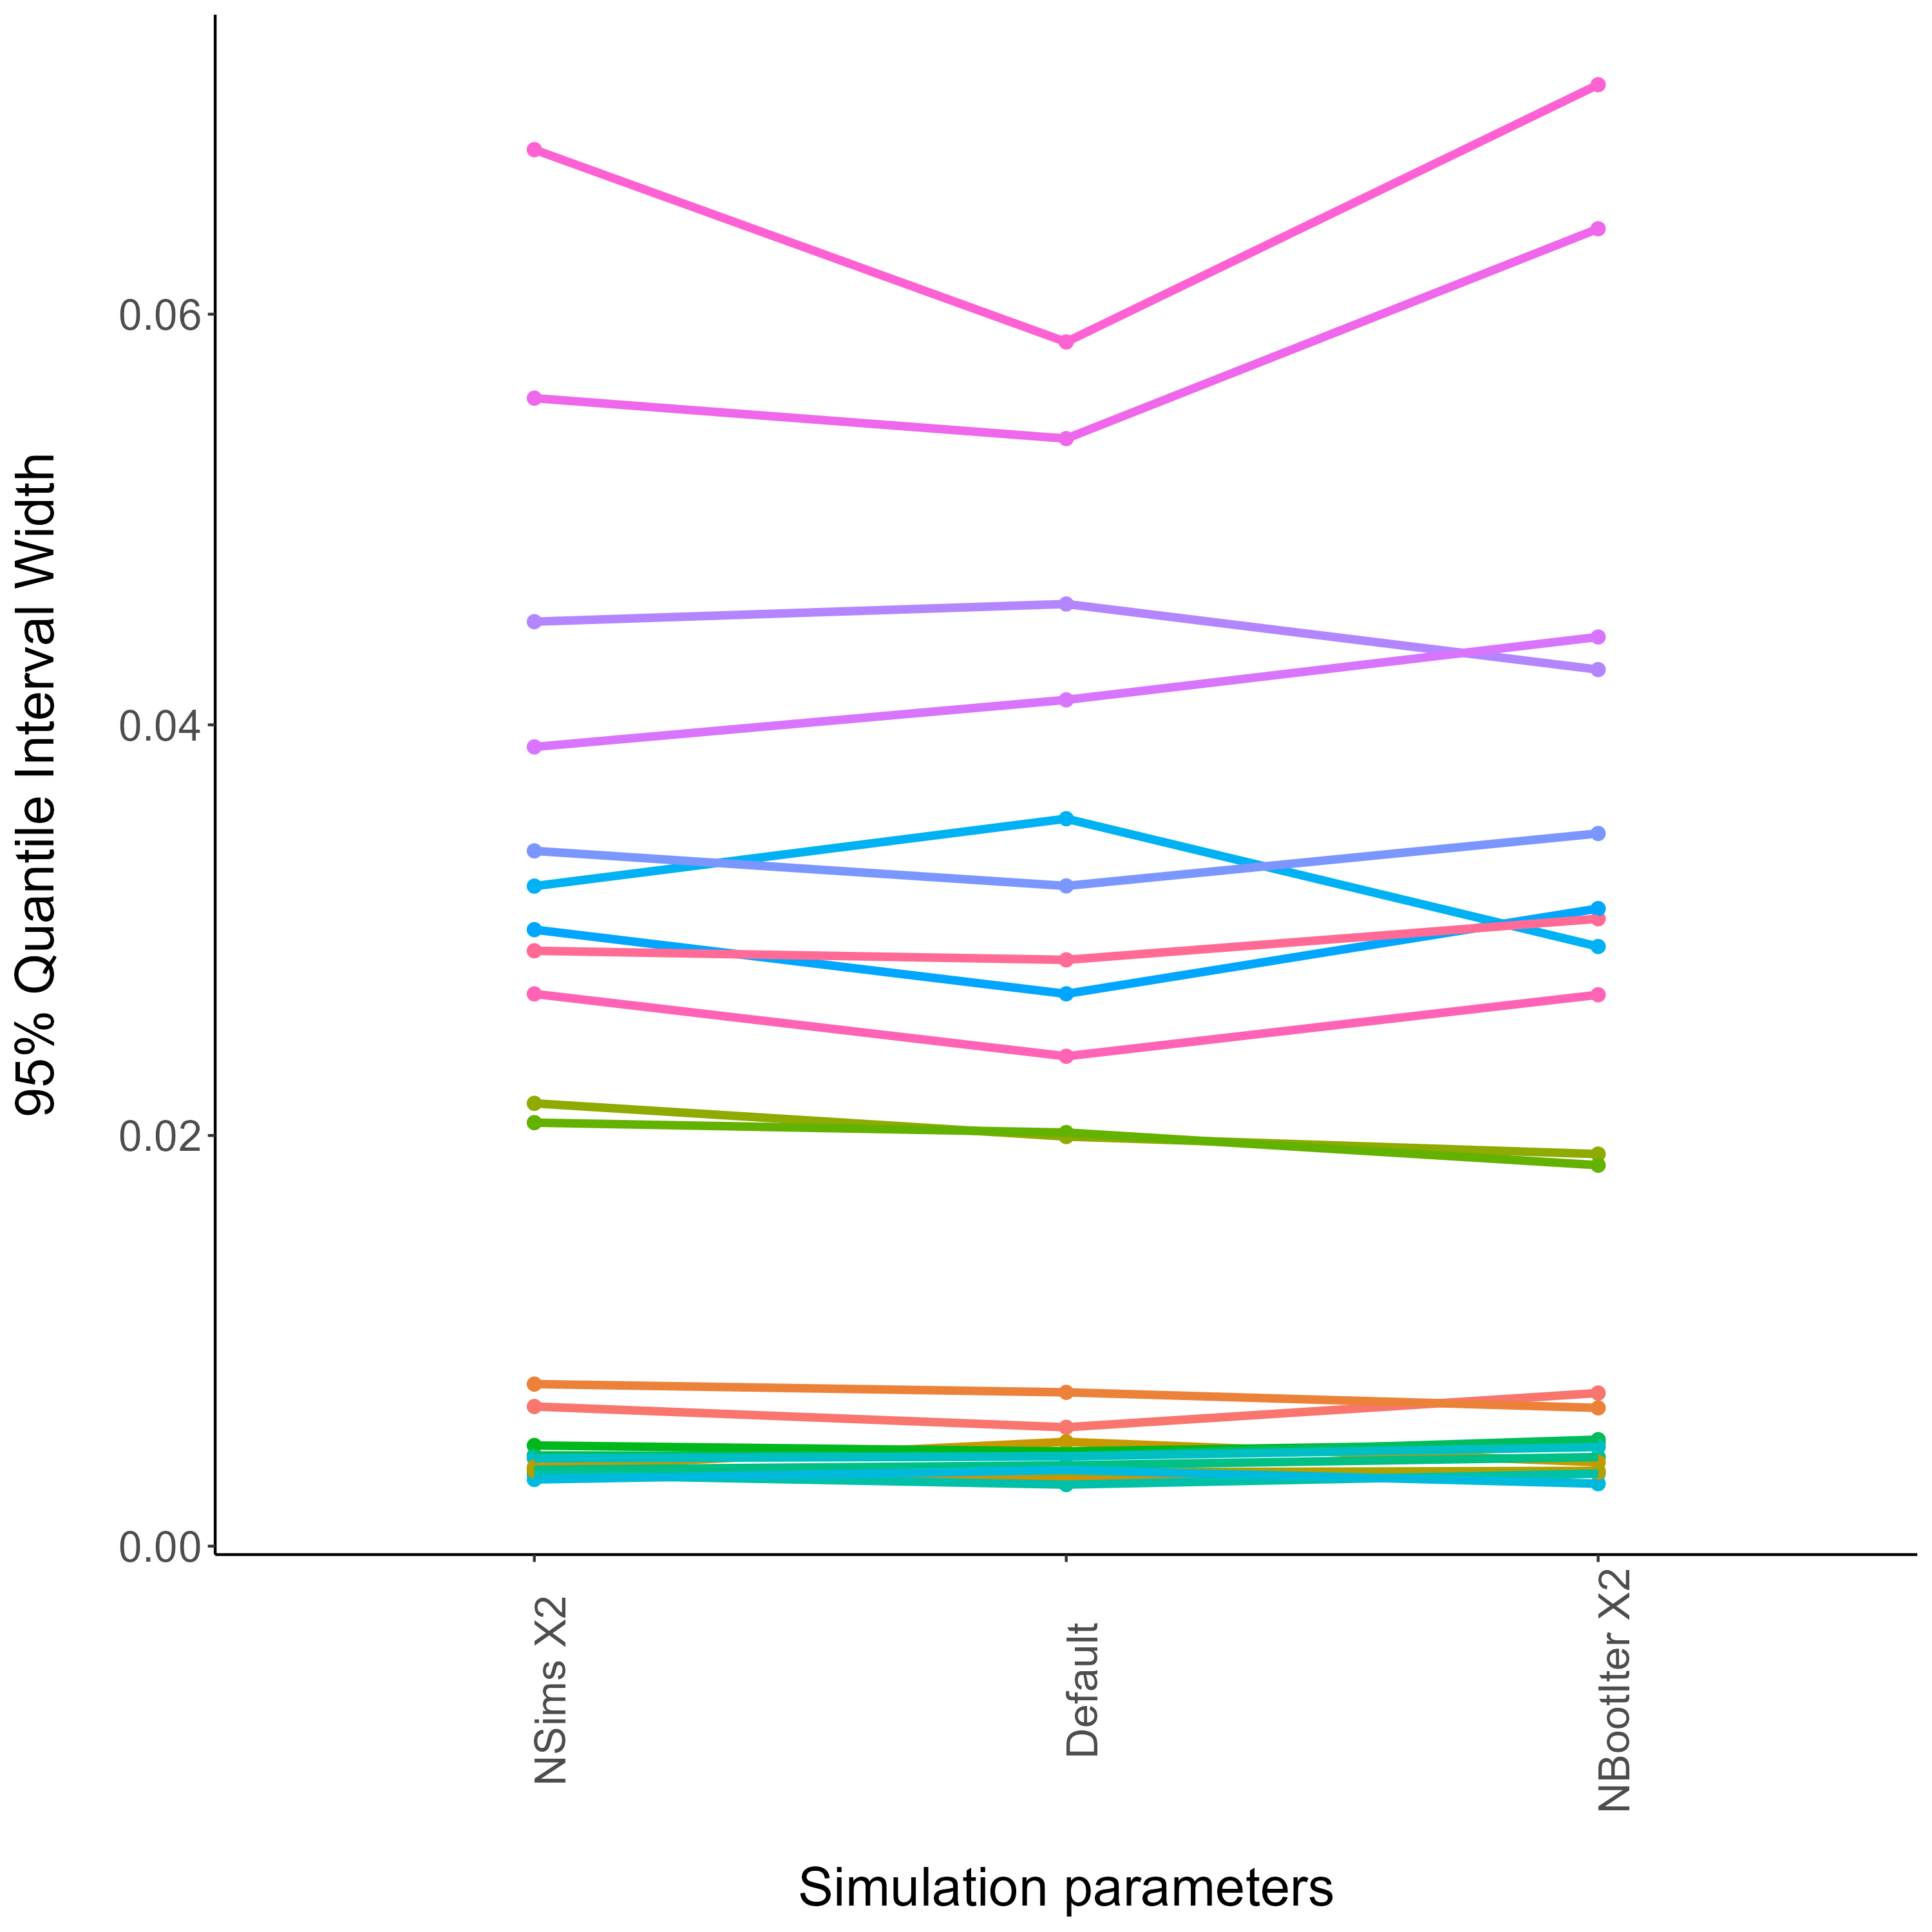 95% Quantile Interval Width
0.06
0.04
0.02
0.00
NSims X2
Default
NBootIter X2
Simulation parameters